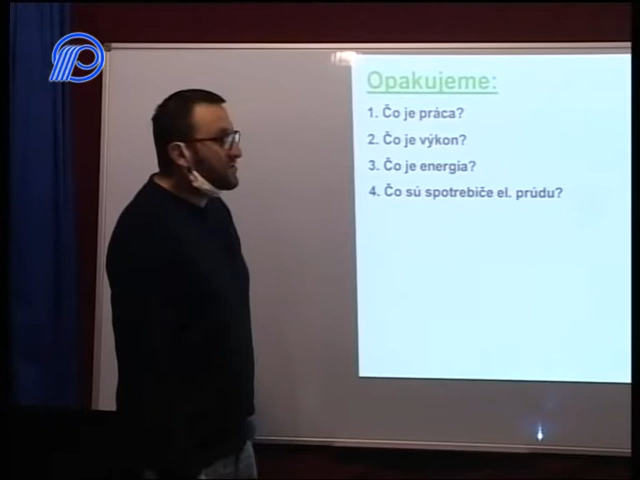 Opakujeme:
1. Čo je práca?
2. Čo je výkon?
3. Čo je energia?
4. Čo sú spotrebiče el. prúdu?